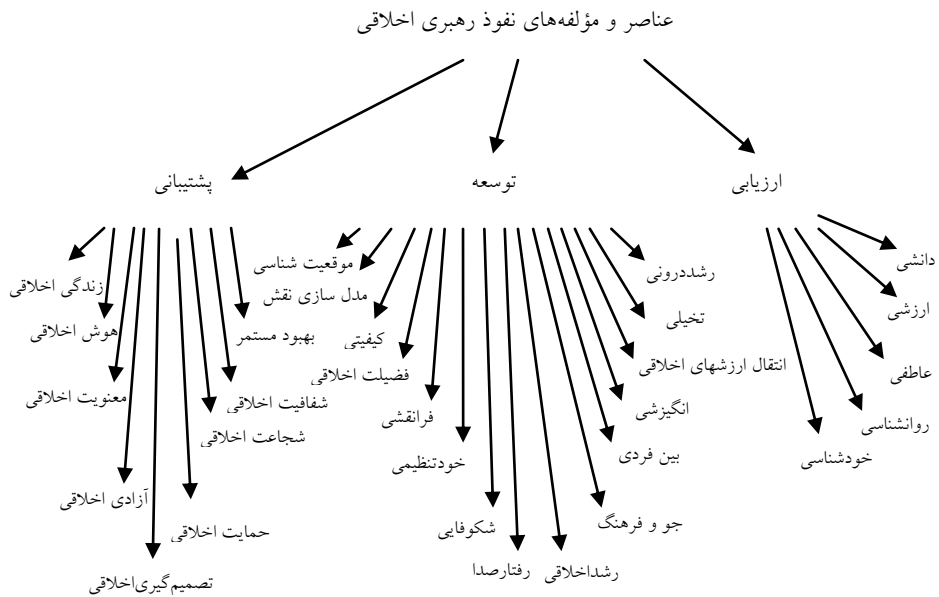 عناصر و مؤلفه‌های نفوذ رهبری اخلاقی
ارزیابی
توسعه
پشتیبانی
دانشی
ارزشی
عاطفی
روانشناسی
خودشناسی
رشددرونی
تخیلی
انتقال ارزشهای اخلاقی
انگیزشی
بین فردی
جو و فرهنگ
رشداخلاقی
رفتارصدا
شکوفایی
خودتنظیمی
فرانقشی
فضیلت اخلاقی
کیفیتی
مدل سازی نقش
موقعیت شناسی
بهبود مستمر
شفافیت اخلاقی
شجاعت اخلاقی
حمایت اخلاقی
تصمیم‌گیری‌اخلاقی
آزادی اخلاقی
معنویت اخلاقی
هوش اخلاقی
زندگی اخلاقی